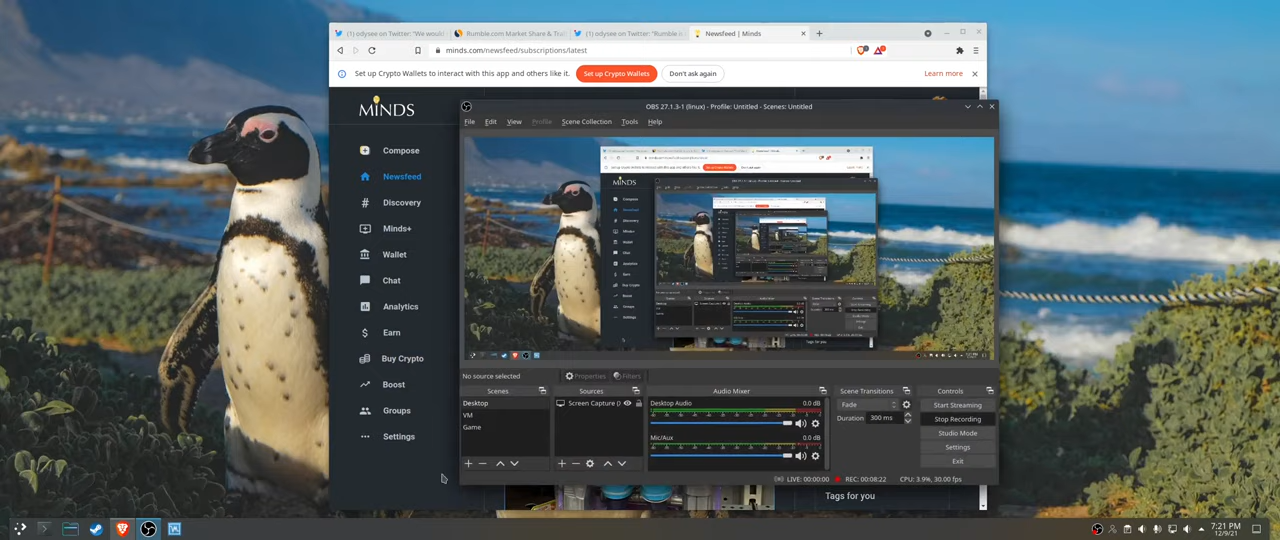 (1) odysee on Twitter: "We would
Rumble.com Market Share & Tra
(1) odysee on Twitter: "Rumble is
Newsfeed | Minds
minds.com/newsfeed/subscriptions/latest
Set up Crypto Wallets to interact with this app and others like it.
Set up Crypto Wallets
Don't ask again
Learn more
MINDS
Compose
Newsfeed
Discovery
Minds+
Wallet
Chat
Analytics
Earn
Buy Crypto
Boost
Groups
Settings
OBS 27.1.3-1 (linux) - Profile: Untitled - Scenes: Untitled
File Edit View Profile Scene Collection Tools Help
No source selected
Properties
Filters
Scenes
Desktop
VM
Game
Sources
Screen Capture (X
Audio Mixer
Desktop Audio 0.0 dB
Mic/Aux 0.0 dB
Scene Transitions
Fade
Duration 300 ms
Controls
Start Streaming
Stop Recording
Studio Mode
Settings
Exit
LIVE: 00:00:00
REC: 00:08:22
CPU: 3.9%, 30.00 fps
Tags for you
7:21 PM
12/9/21